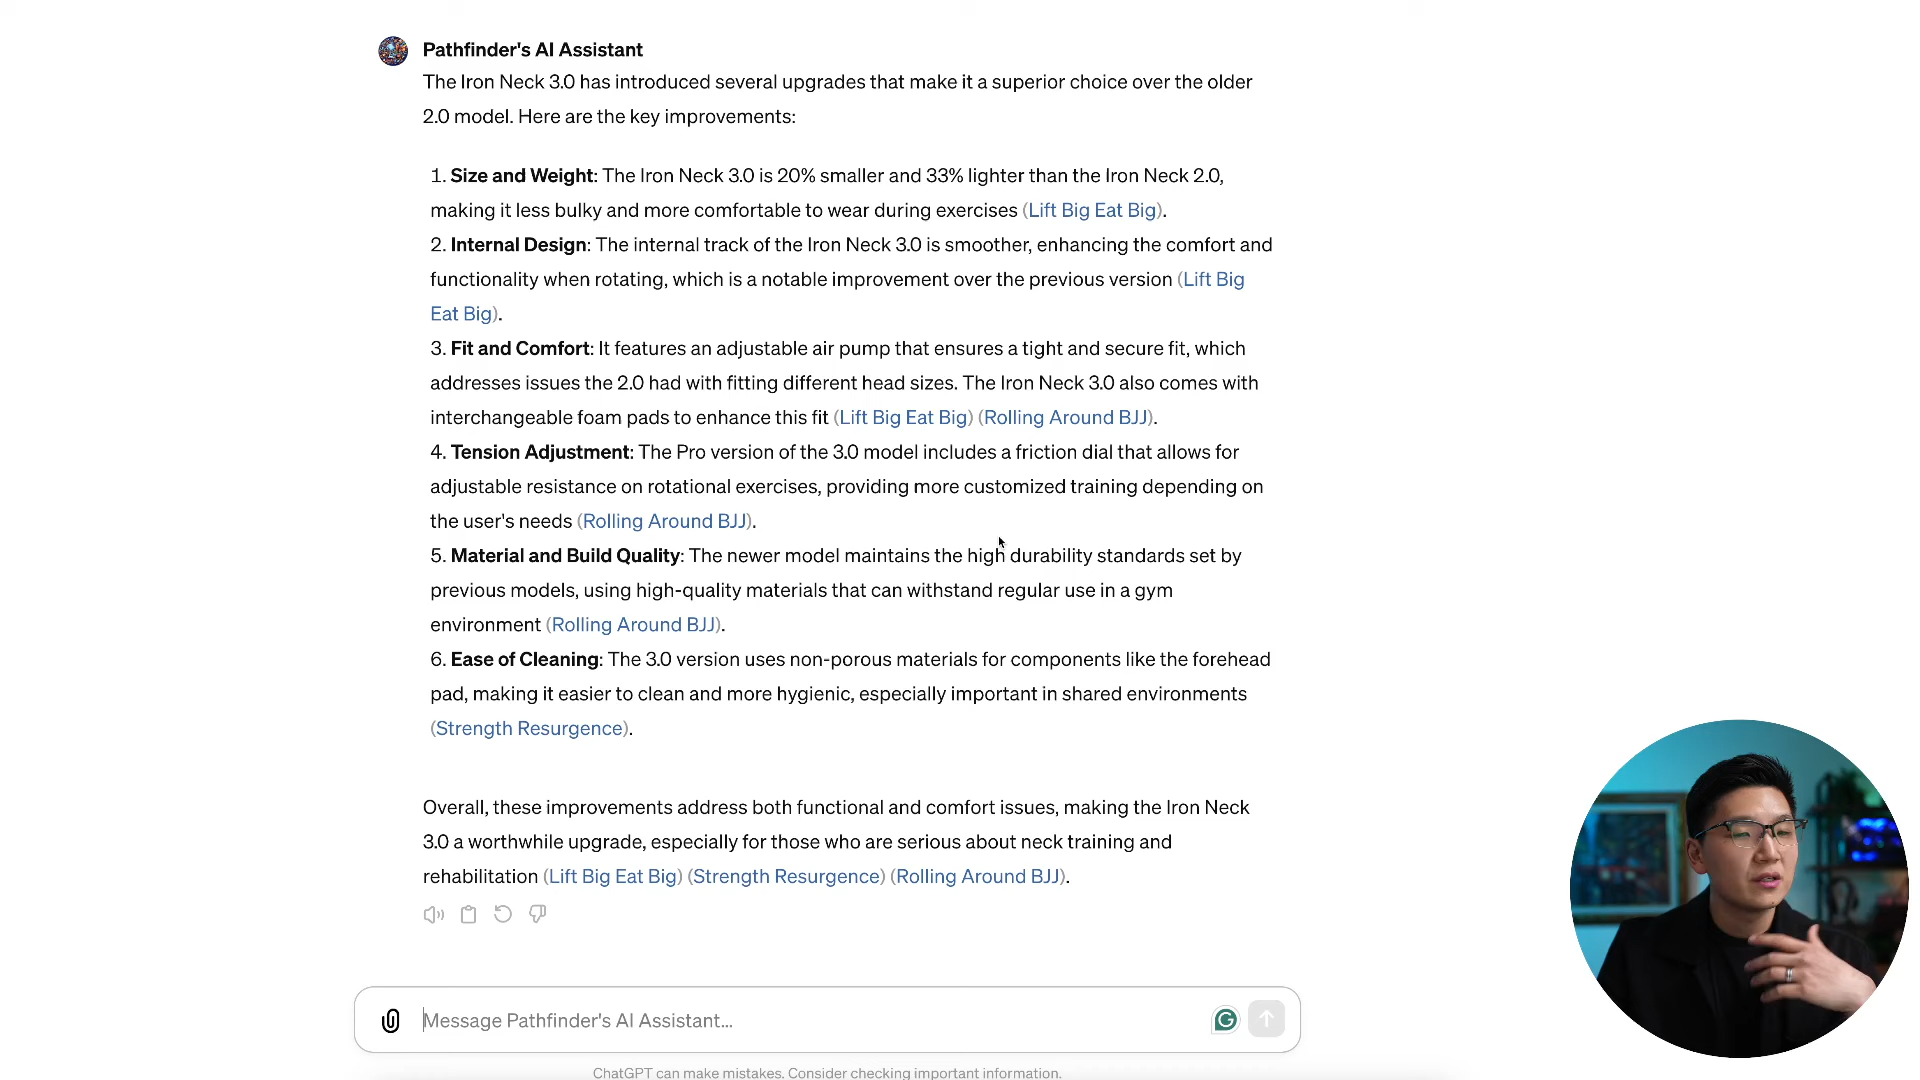 Pathfinder's AI Assistant
The Iron Neck 3.0 has introduced several upgrades that make it a superior choice over the older
2.0 model. Here are the key improvements:
1. Size and Weight: The Iron Neck 3.0 is 20% smaller and 33% lighter than the Iron Neck 2.0,
making it less bulky and more comfortable to wear during exercises (Lift Big Eat Big).
2. Internal Design: The internal track of the Iron Neck 3.0 is smoother, enhancing the comfort and
functionality when rotating, which is a notable improvement over the previous version (Lift Big
Eat Big).
3. Fit and Comfort: It features an adjustable air pump that ensures a tight and secure fit, which
addresses issues the 2.0 had with fitting different head sizes. The Iron Neck 3.0 also comes with
interchangeable foam pads to enhance this fit (Lift Big Eat Big) (Rolling Around BJJ).
4. Tension Adjustment: The Pro version of the 3.0 model includes a friction dial that allows for
adjustable resistance on rotational exercises, providing more customized training depending on
the user's needs (Rolling Around BJJ).
5. Material and Build Quality: The newer model maintains the high durability standards set by
previous models, using high-quality materials that can withstand regular use in a gym
environment (Rolling Around BJJ).
6. Ease of Cleaning: The 3.0 version uses non-porous materials for components like the forehead
pad, making it easier to clean and more hygienic, especially important in shared environments
(Strength Resurgence).
Overall, these improvements address both functional and comfort issues, making the Iron Neck
3.0 a worthwhile upgrade, especially for those who are serious about neck training and
rehabilitation (Lift Big Eat Big) (Strength Resurgence) (Rolling Around BJJ).
Message Pathfinder's AI Assistant...
ChatGPT can make mistakes. Consider checking important information.